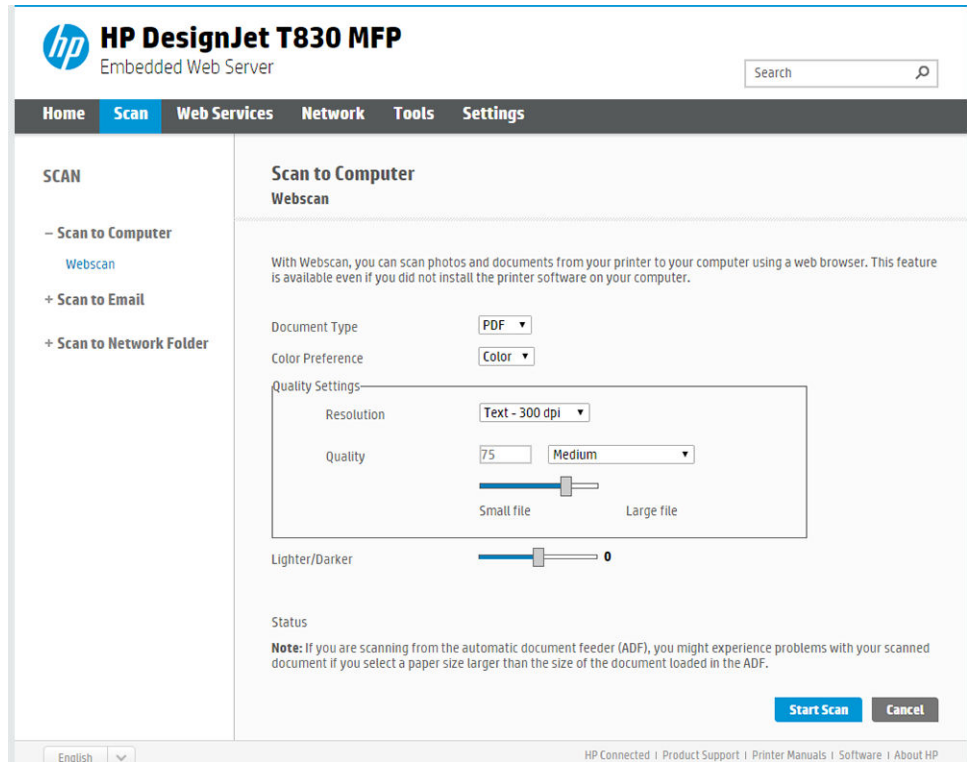 hp
HP DesignJet T830 MFP
Embedded Web Server
Search
Home Scan Web Services Network Tools Settings
SCAN
– Scan to Computer
Webscan
+ Scan to Email
+ Scan to Network Folder
Scan to Computer
Webscan
With Webscan, you can scan photos and documents from your printer to your computer using a web browser. This feature
is available even if you did not install the printer software on your computer.
Document Type PDF
Color Preference Color
Quality Settings
Resolution Text - 300 dpi
Quality 75 Medium
Small file Large file
Lighter/Darker 0
Status
Note: If you are scanning from the automatic document feeder (ADF), you might experience problems with your scanned
document if you select a paper size larger than the size of the document loaded in the ADF.
Start Scan Cancel
English HP Connected | Product Support | Printer Manuals | Software | About HP